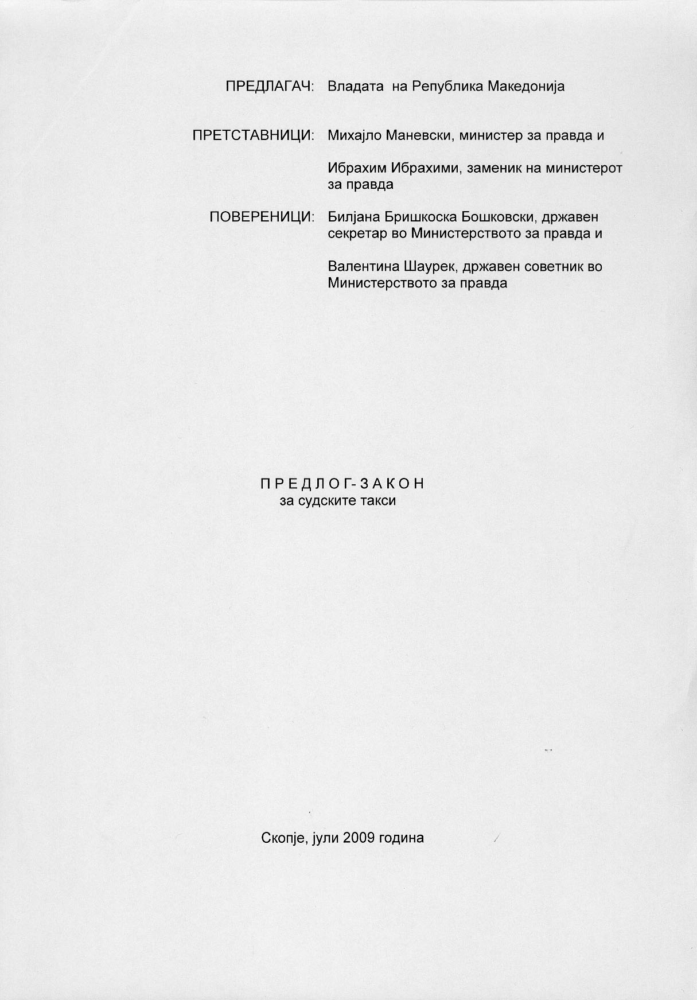 ПРЕДЛАГАЧ: Владата на Република Македонија
ПРЕТСТАВНИЦИ: Михајло Маневски, министер за правда и
Ибрахим Ибрахими, заменик на министерот
за правда
ПОВЕРЕНИЦИ: Билјана Бришкоска Бошковски, државен
секретар во Министерството за правда и
Валентина Шаурек, државен советник во
Министерството за правда
П Р Е Д Л О Г- З А К О Н
за судските такси
Скопје, јули 2009 година